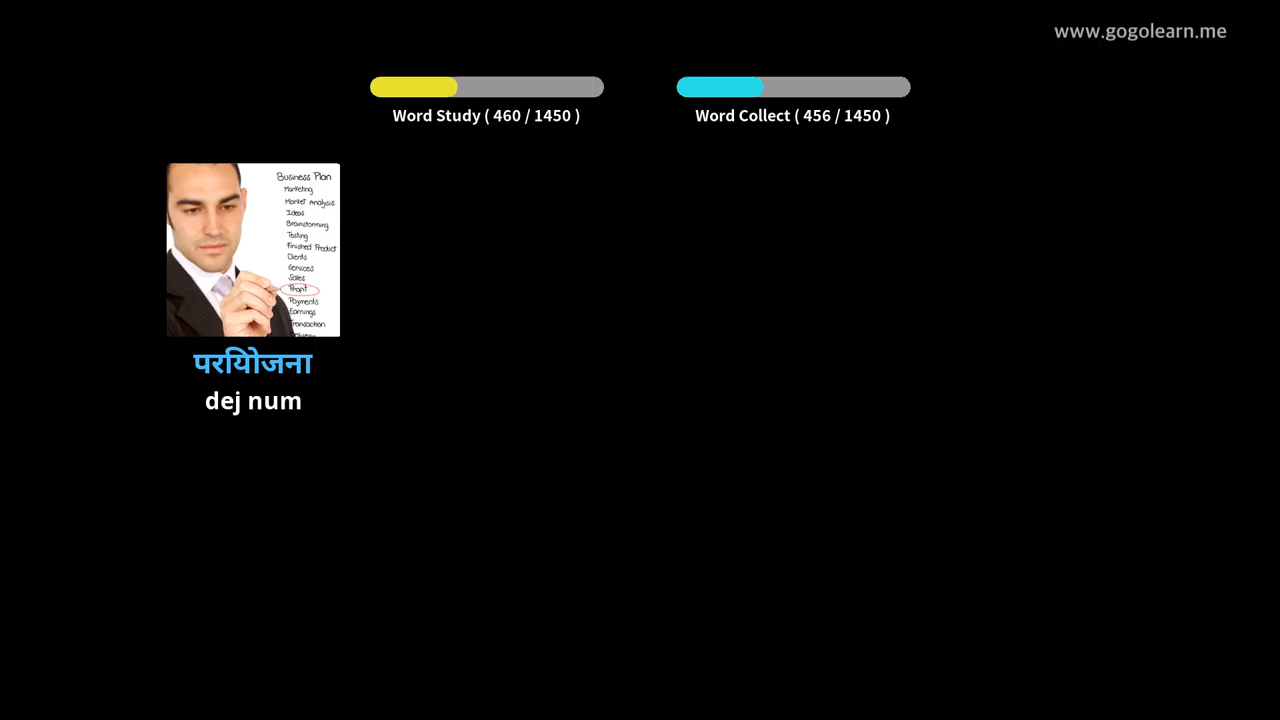 www.gogolearn.me
Word Study ( 460 / 1450 )
Word Collect ( 456 / 1450 )
Business Plan
Marketing
Market Analysis
Ideas
Brainstorming
Testing
Finished Product
Clients
Services
Sales
Profit
Payments
Earnings
Transaction
परियोजना
dej num